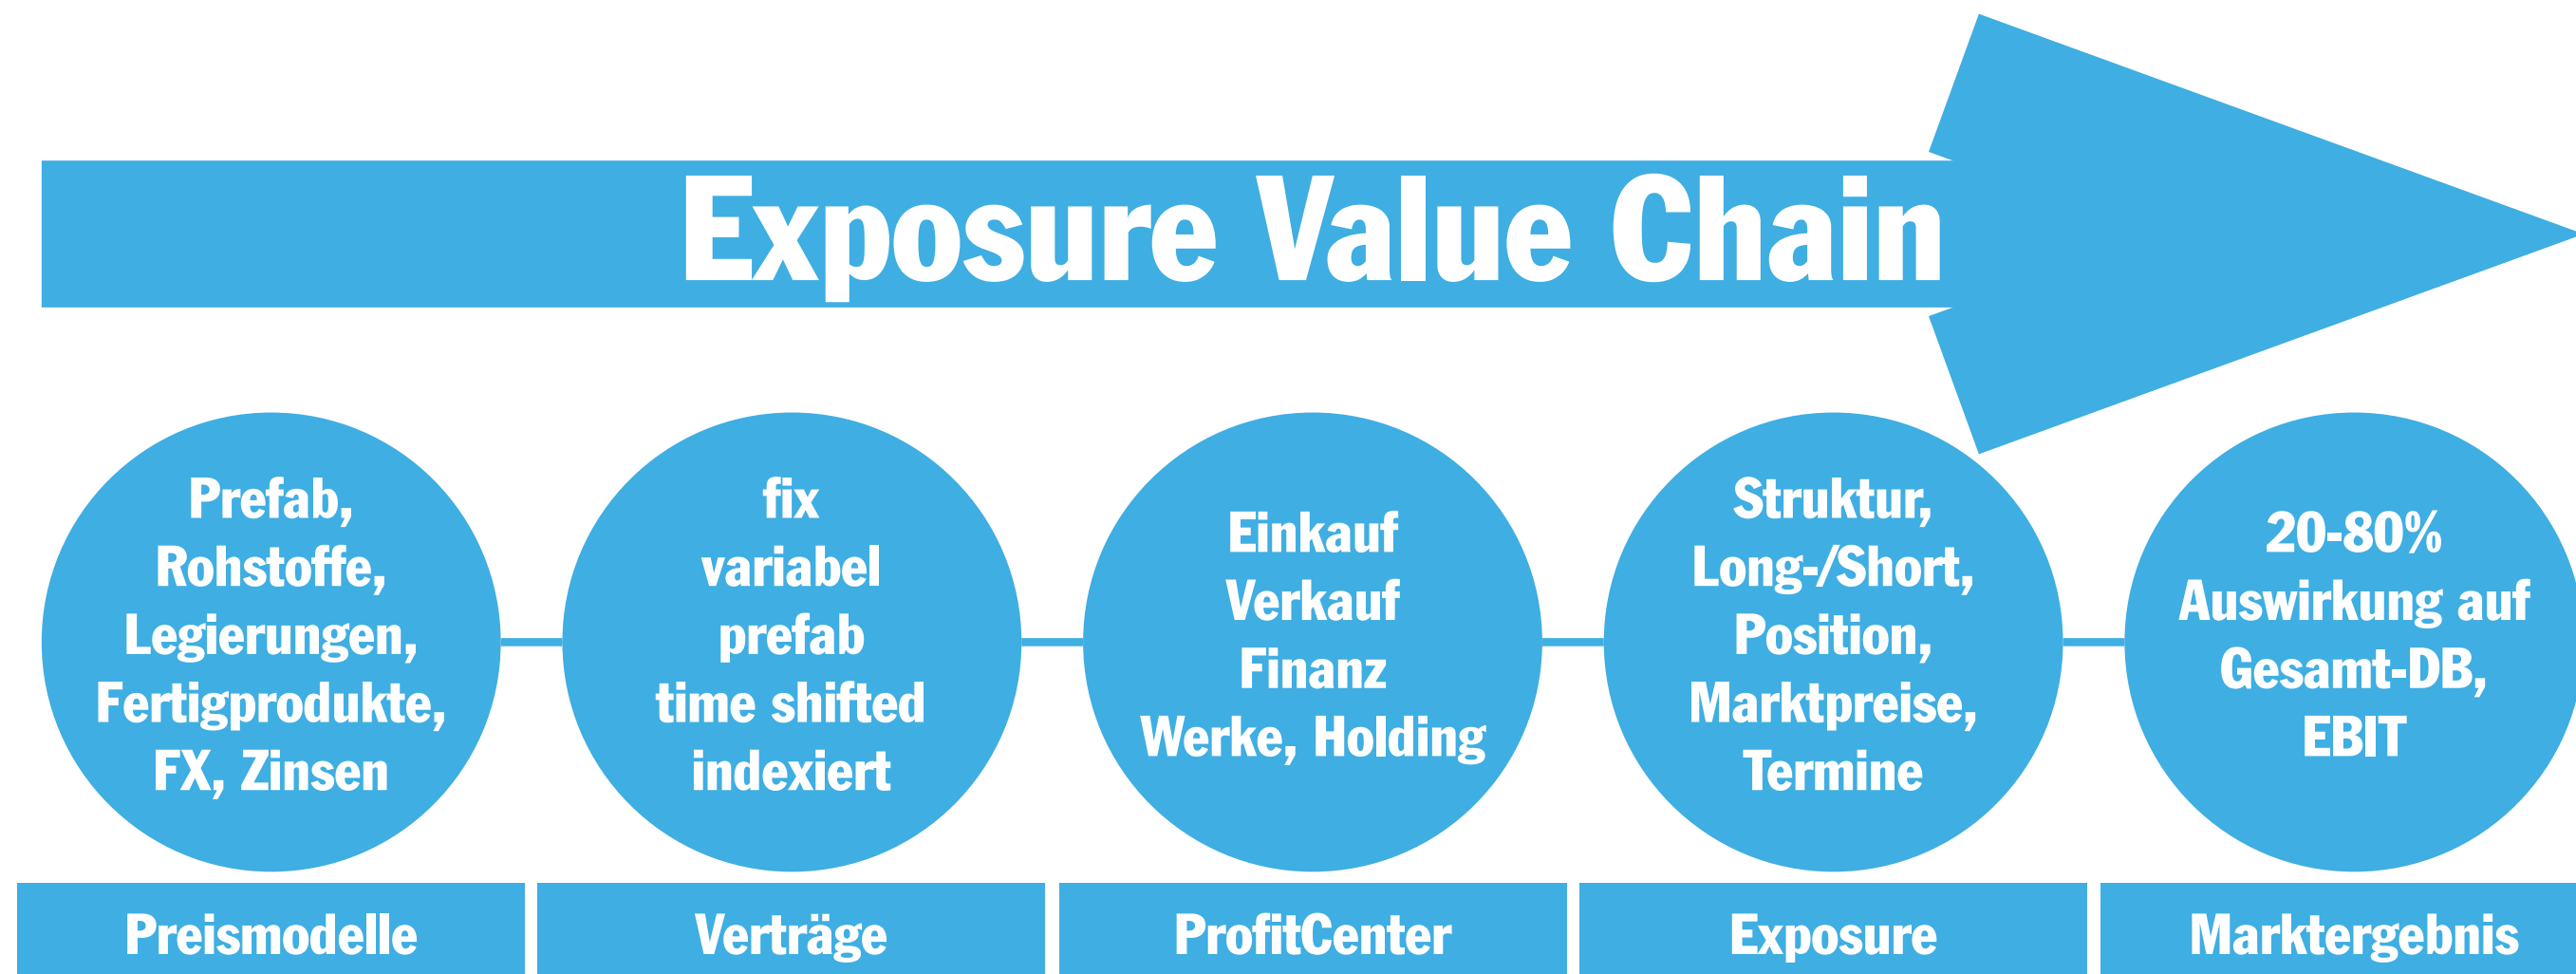 Exposure Value Chain
Prefab,
Rohstoffe,
Legierungen,
Fertigprodukte,
FX, Zinsen
fix
variabel
prefab
time shifted
indexiert
Einkauf
Verkauf
Finanz
Werke, Holding
Struktur,
Long-/Short,
Position,
Marktpreise,
Termine
20-80%
Auswirkung auf
Gesamt-DB,
EBIT
Preismodelle
Verträge
ProfitCenter
Exposure
Marktergebnis